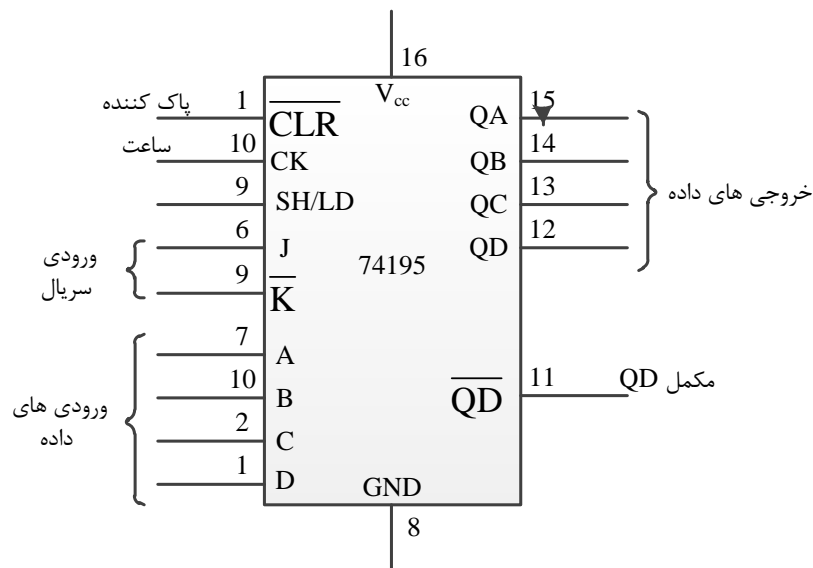 16
V_cc
پاک کننده 1 CLR QA 15
ساعت 10 CK QB 14
9 SH/LD QC 13
خروجی های داده
6 J QD 12
ورودی
سریال
74195
9 K
7 A
10 B QD 11 مکمل QD
ورودی های
داده
2 C
1 D
GND
8